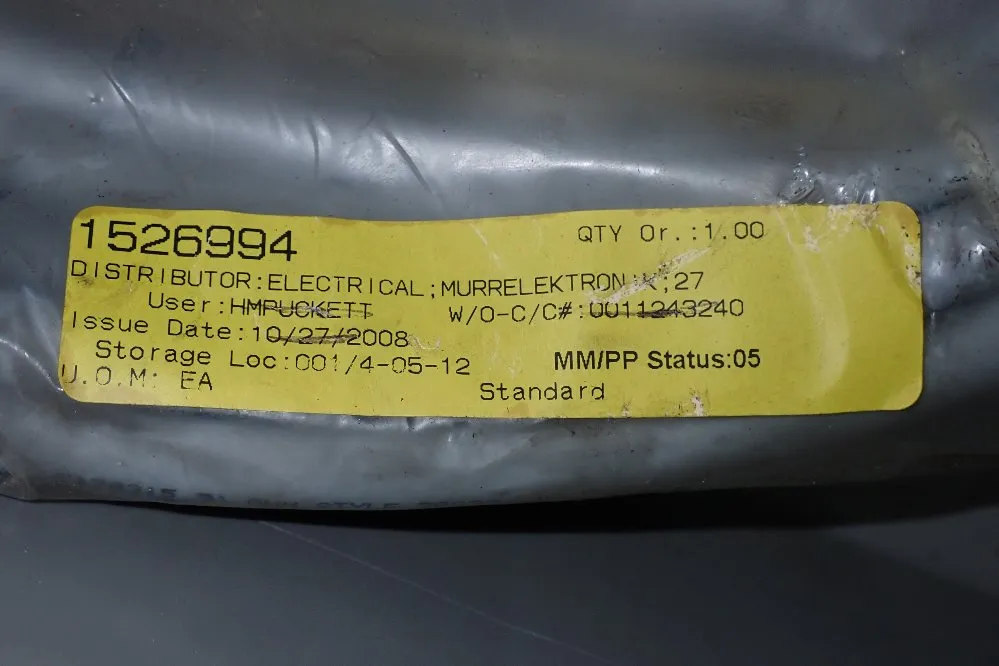 1526994 QTY Or.:1.00
DISTRIBUTOR:ELECTRICAL;MURRELEKTRONIK;27
User:HMPUCKETT W/O-C/C#:0011243240
Issue Date:10/27/2008
Storage Loc:001/4-05-12 MM/PP Status:05
U.O.M: EA Standard